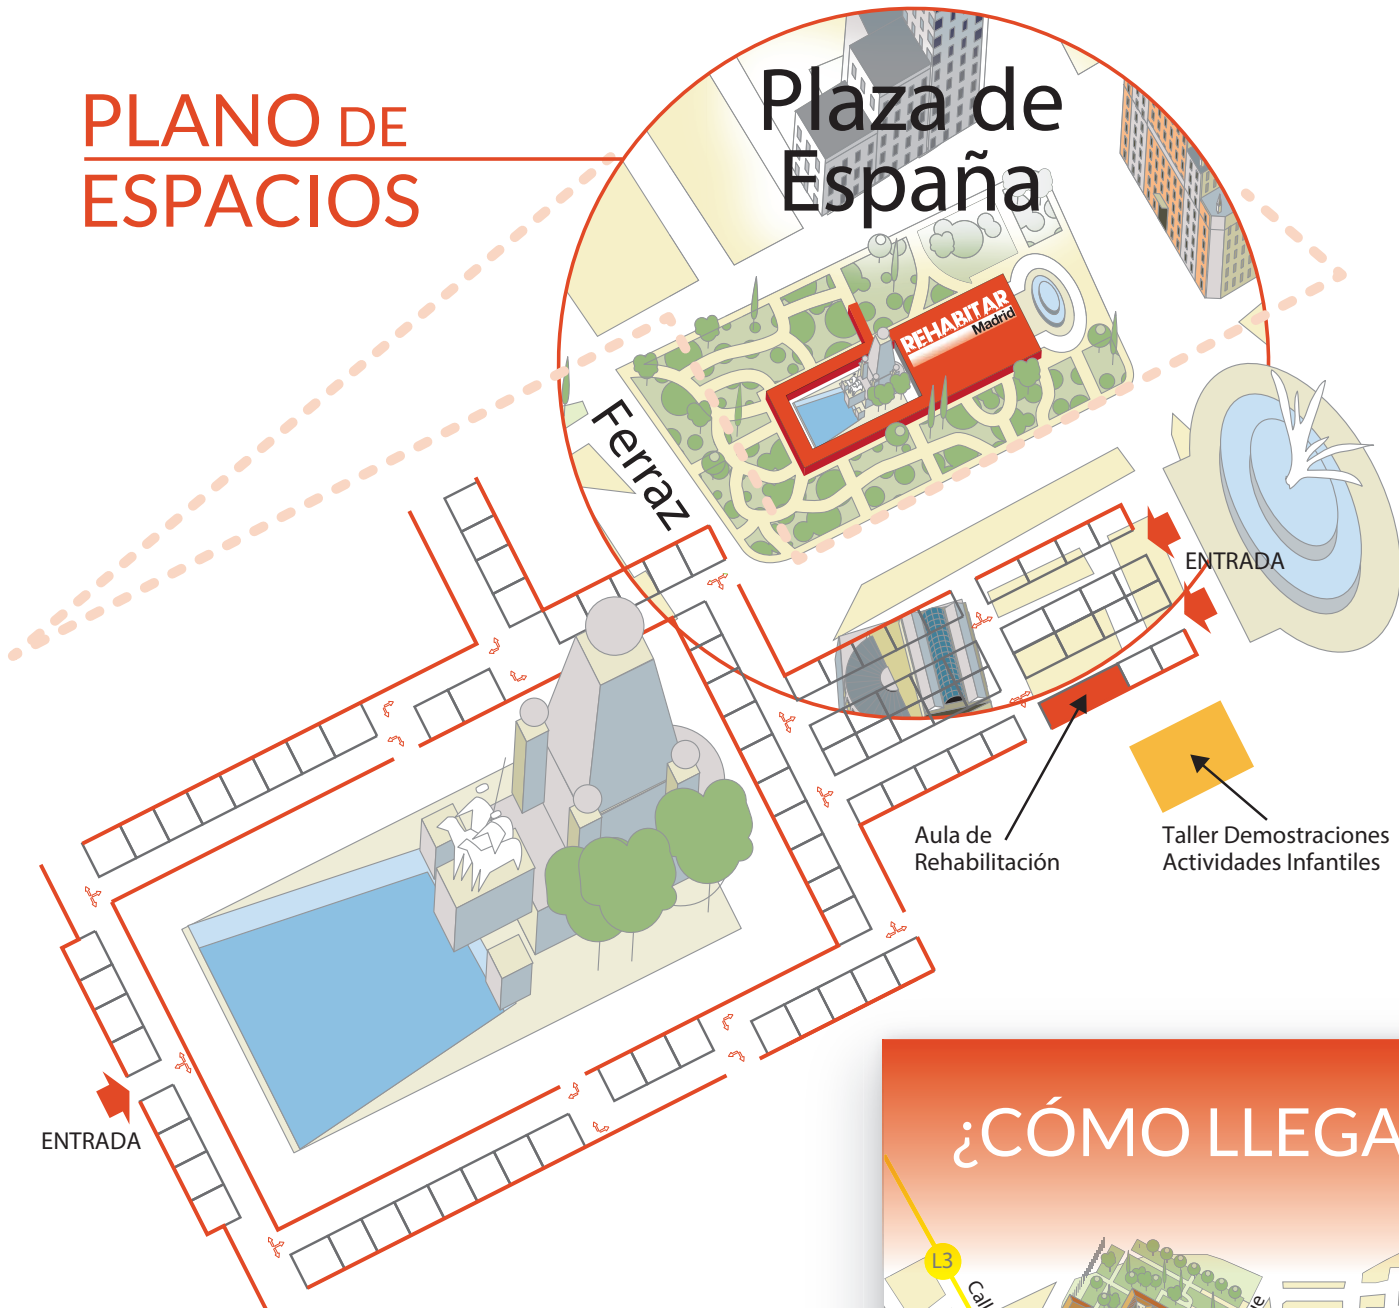 PLANO DE
ESPACIOS
Plaza de
España
REHABITAR
Madrid
Ferraz
ENTRADA
Aula de
Rehabilitación
Taller Demostraciones
Actividades Infantiles
ENTRADA
¿CÓMO LLEGA
L3